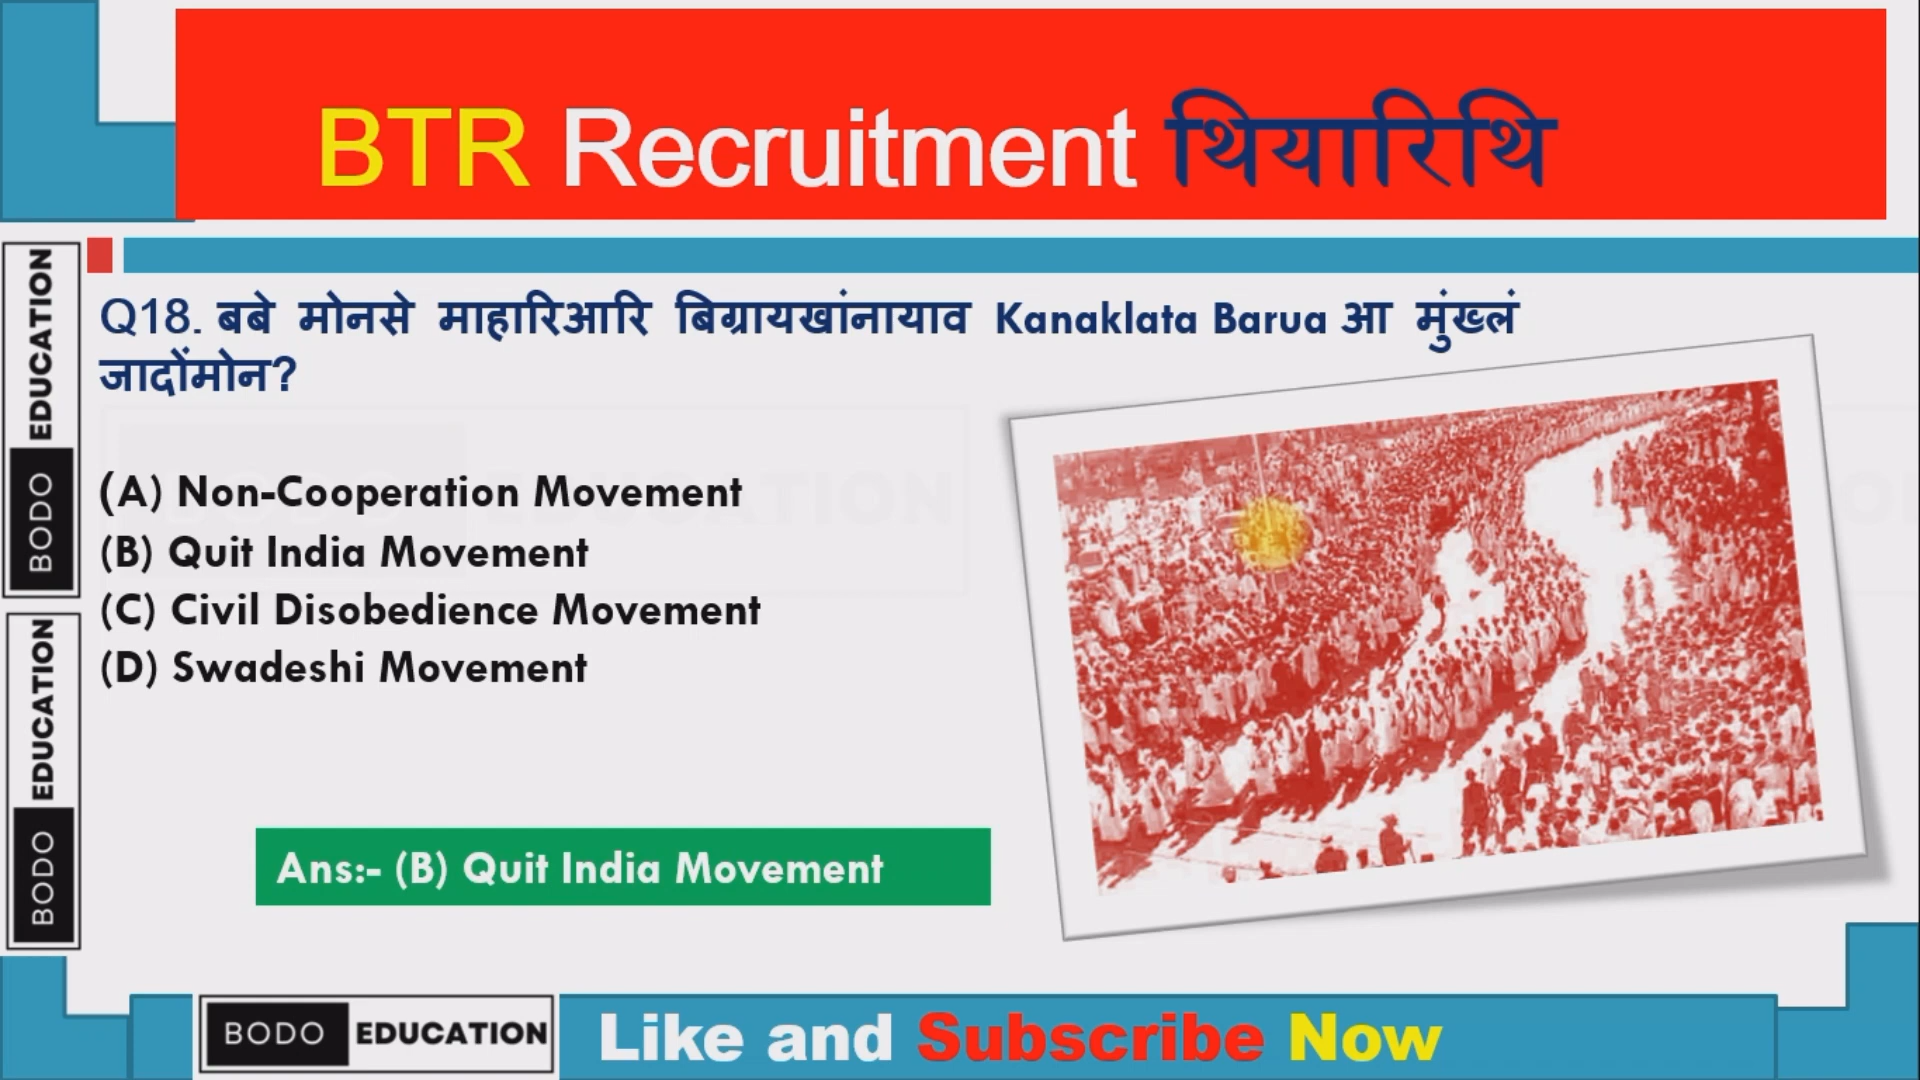 BTR Recruitment थियारिथि
BODO EDUCATION
BODO EDUCATION
Q18. बबे मोनसे माहारिआरि बिग्रायखांनायाव Kanaklata Barua आ मुंख्लं
जादोंमोन?
(A) Non-Cooperation Movement
(B) Quit India Movement
(C) Civil Disobedience Movement
(D) Swadeshi Movement
Ans:- (B) Quit India Movement
BODO EDUCATION
Like and Subscribe Now